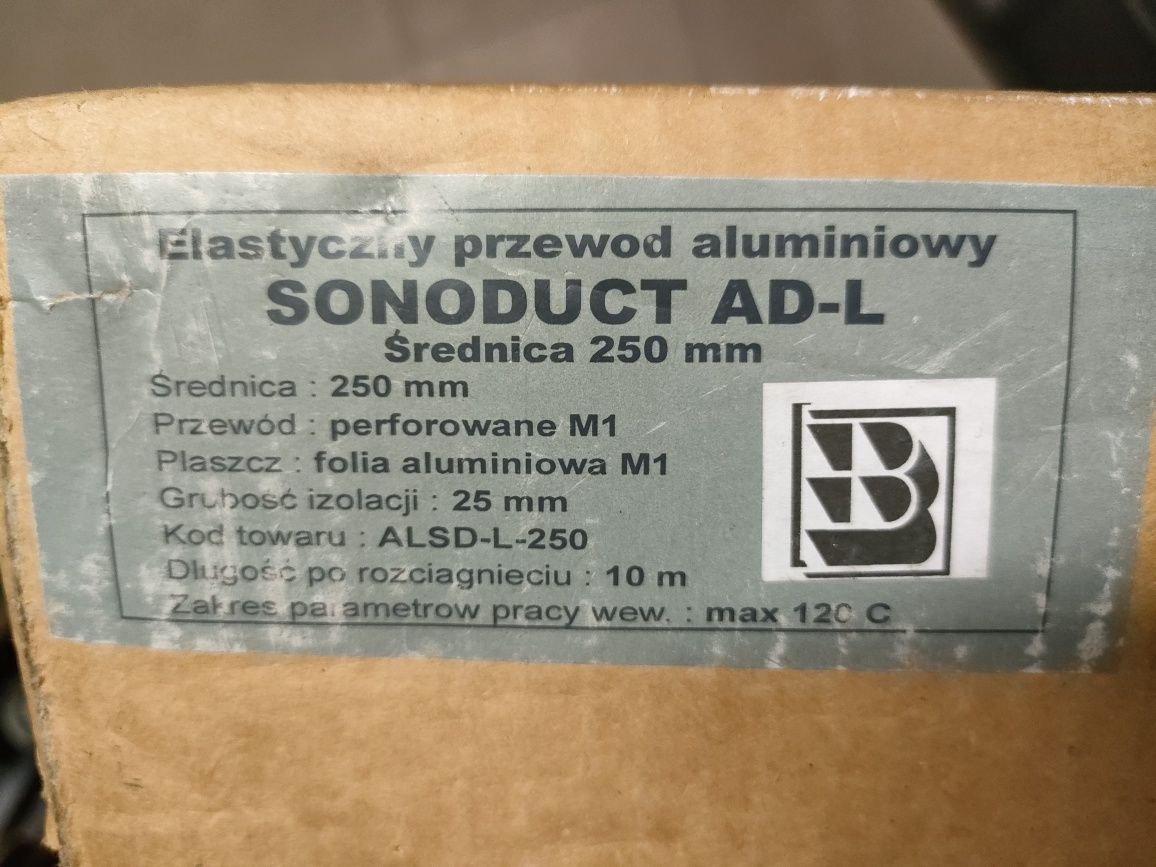 Elastyczny przewod aluminiowy
SONODUCT AD-L
Średnica 250 mm
Średnica : 250 mm
Przewód : perforowane M1
Plaszcz : folia aluminiowa M1
Grubość izolacji : 25 mm
Kod towaru : ALSD-L-250
Dlugość po rozciagnieciu : 10 m
Zakres parametrow pracy wew. : max 120 C
B